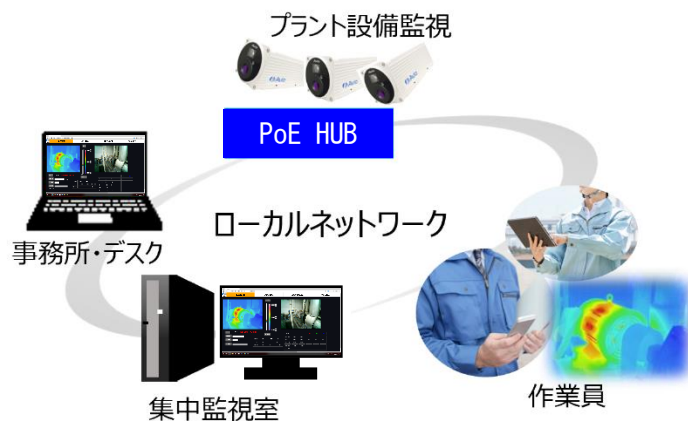 プラント設備監視
PoE HUB
ローカルネットワーク
事務所・デスク
集中監視室
作業員